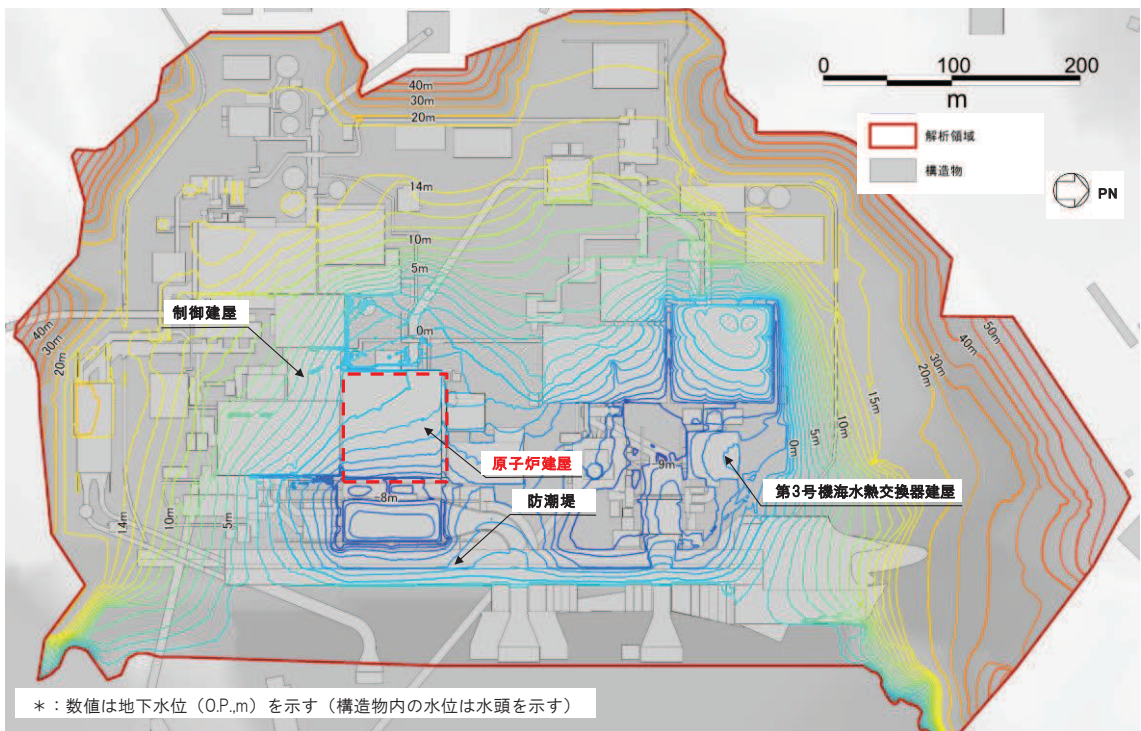 0 100 200
m
解析領域
構造物
PN
40m
30m
20m
14m
10m
5m
0m
制御建屋
40m
30m
20m
50m
40m
30m
20m
15m
10m
5m
0m
原子炉建屋
-8m
防潮堤
-9m
第3号機海水熱交換器建屋
14m
10m
5m
＊：数値は地下水位（O.P.,m）を示す（構造物内の水位は水頭を示す）